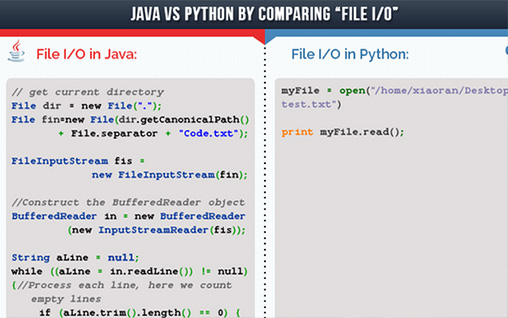 JAVA VS PYTHON BY COMPARING “FILE I/O”
File I/O in Java:
// get current directory
File dir = new File(".");
File fin=new File(dir.getCanonicalPath()
+ File.separator + "Code.txt");
FileInputStream fis =
new FileInputStream(fin);
//Construct the BufferedReader object
BufferedReader in = new BufferedReader
(new InputStreamReader(fis));
String aLine = null;
while ((aLine = in.readLine()) != null)
{//Process each line, here we count
empty lines
if (aLine.trim().length() == 0) {
File I/O in Python:
myFile = open("/home/xiaoran/Desktop
test.txt")
print myFile.read();